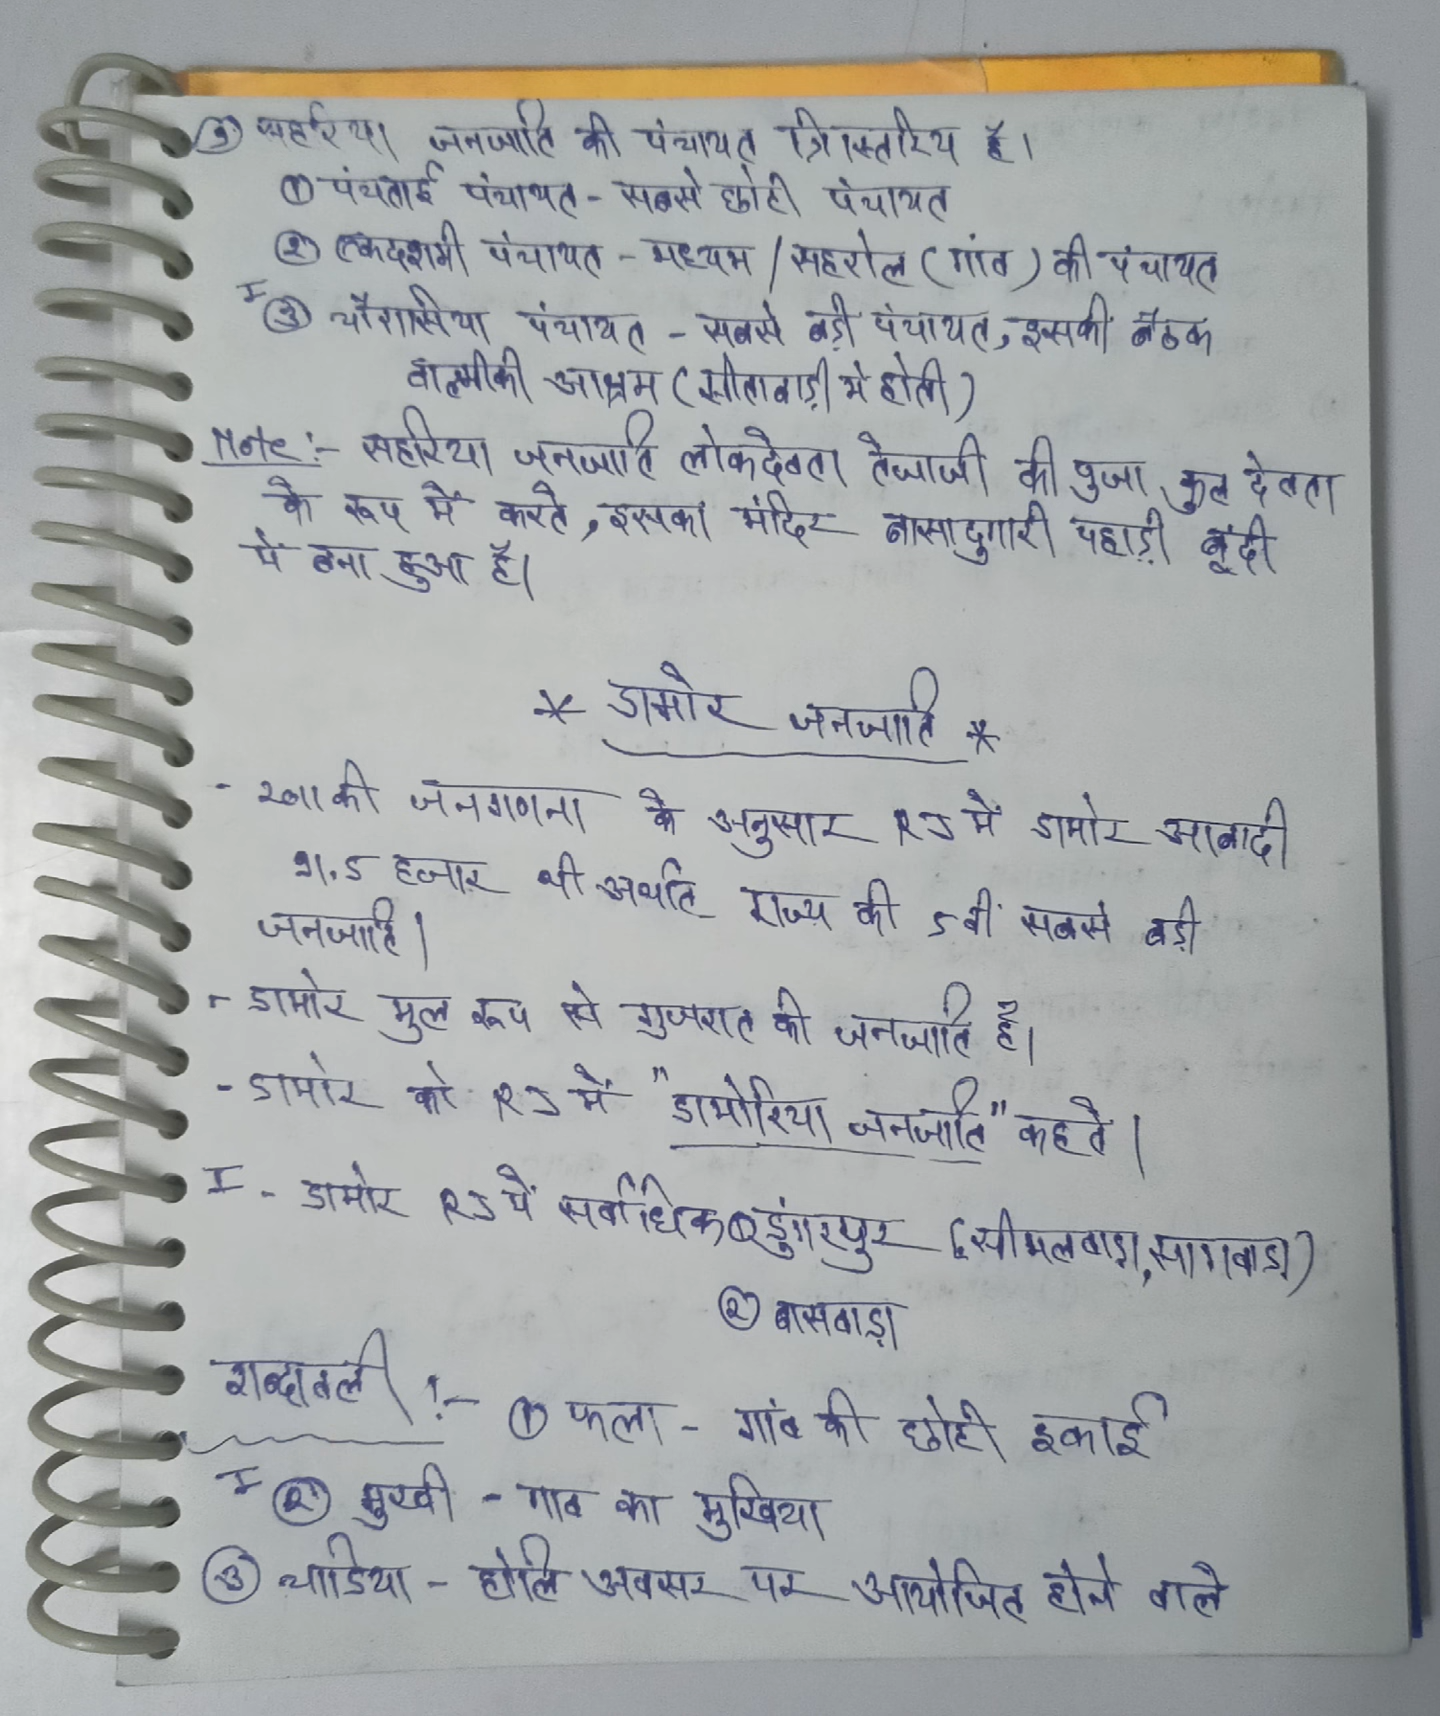 ③ सहरिया जनजाति की पंचायत त्रिस्तरिय है।
① पंचताई पंचायत - सबसे छोटी पंचायत
② एकदशमी पंचायत - मध्यम / सहरोल (गांव) की पंचायत
I ③ चौरासिया पंचायत - सबसे बड़ी पंचायत, इसकी बैठक
वाल्मीकी आश्रम (सीताबाड़ी में होती)
Note :- सहरिया जनजाति लोकदेवता तेजाजी की पुजा कुल देवता
के रूप में करते, इसका मंदिर बासादुगारी पहाड़ी बूंदी
में बना हुआ है।
* डामोर जनजाति *
- 2011 की जनगणना के अनुसार RJ में डामोर आबादी
91.5 हजार थी अर्थात राज्य की 5वीं सबसे बड़ी
जनजाति।
- डामोर मुल रूप से गुजरात की जनजाति है।
- डामोर को RJ में "डामोरिया जनजाति" कहते।
I - डामोर RJ में सर्वाधिक ① डुंगरपुर (सीमलवाड़ा, सागवाडा)
② बासवाड़ा
शब्दावली :- ① फला - गांव की छोटी इकाई
I ② मुखी - गाव का मुखिया
③ चाडिया - होलि अवसर पर आयोजित होने वाले